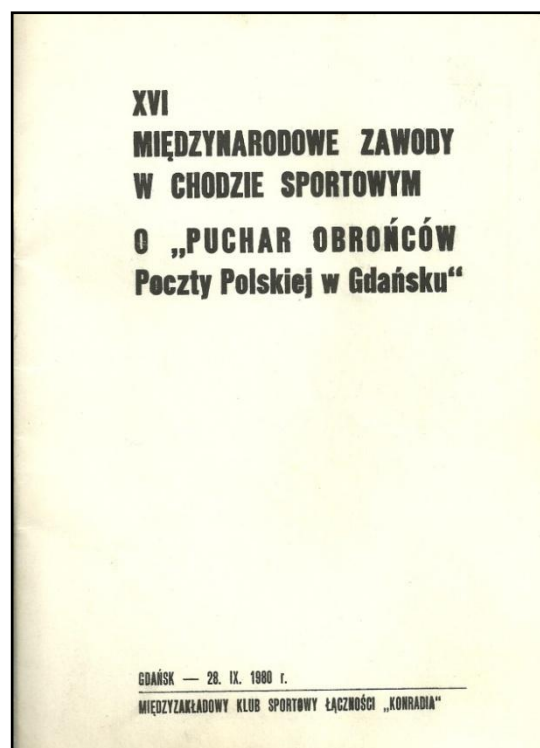 XVI
MIĘDZYNARODOWE ZAWODY
W CHODZIE SPORTOWYM
O „PUCHAR OBROŃCÓW
Poczty Polskiej w Gdańsku“
GDAŃSK — 28. IX. 1980 r.
MIĘDZYZAKŁADOWY KLUB SPORTOWY ŁĄCZNOŚCI „KONRADIA“